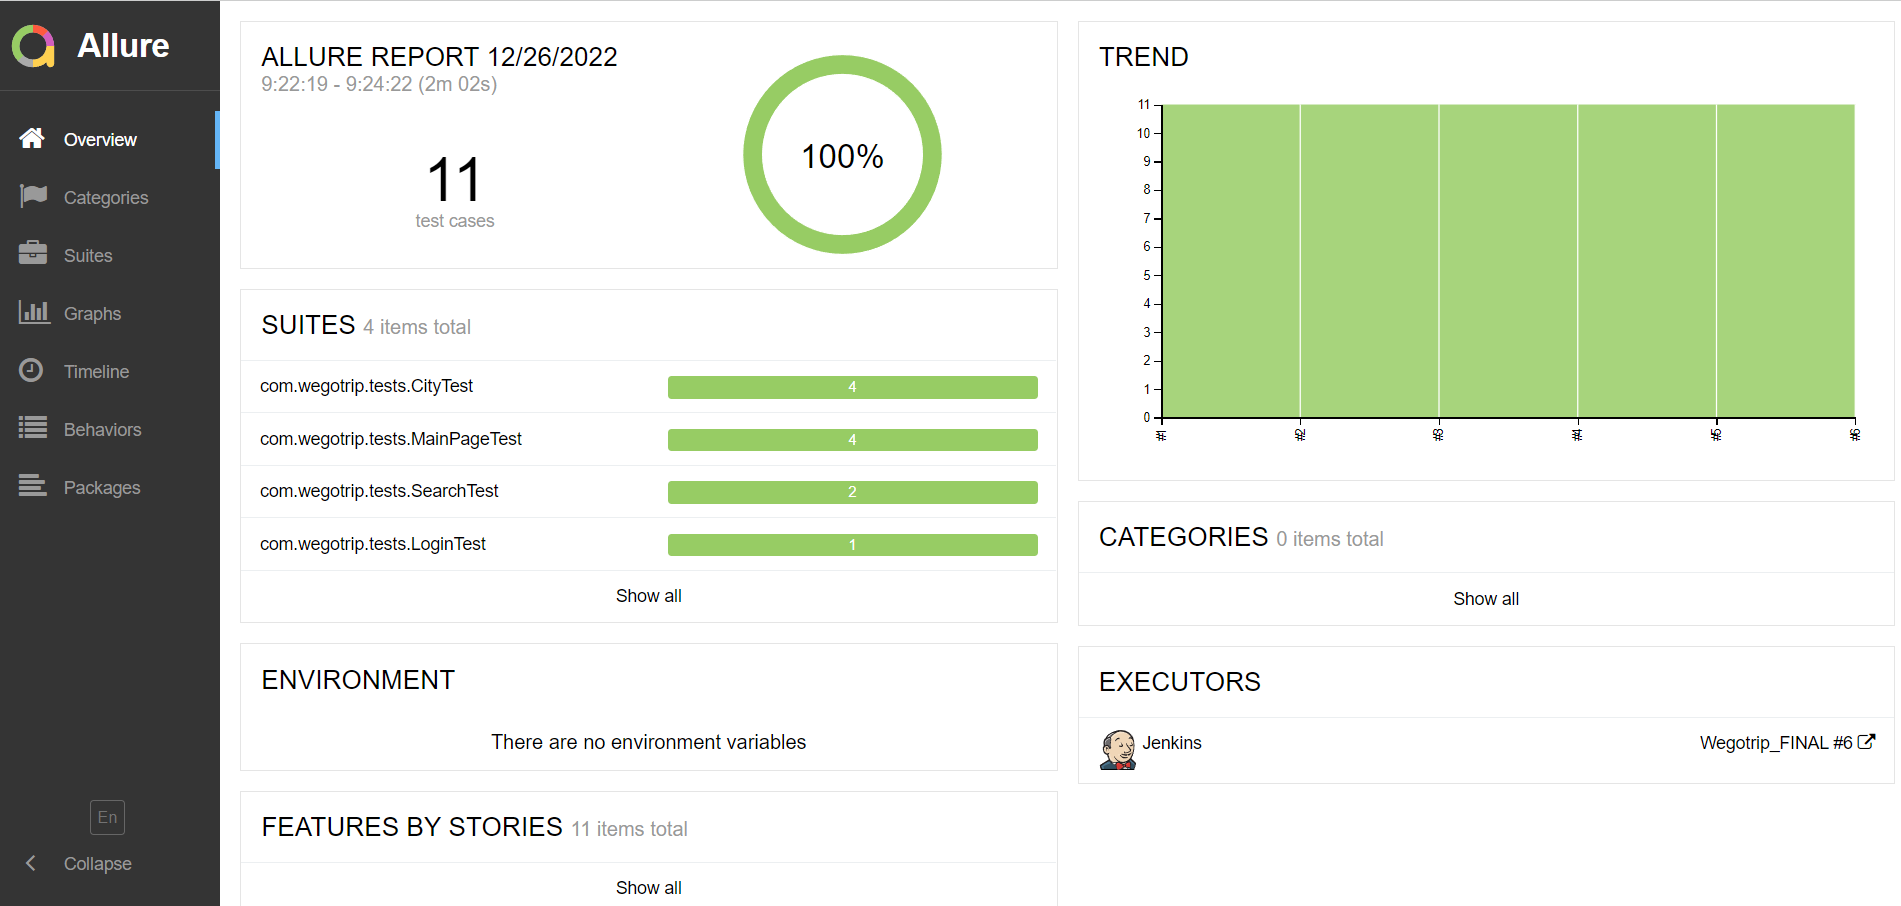 Allure
Overview
Categories
Suites
Graphs
Timeline
Behaviors
Packages
En
Collapse
ALLURE REPORT 12/26/2022
9:22:19 - 9:24:22 (2m 02s)
11
test cases
100%
SUITES 4 items total
com.wegotrip.tests.CityTest 4
com.wegotrip.tests.MainPageTest 4
com.wegotrip.tests.SearchTest 2
com.wegotrip.tests.LoginTest 1
Show all
ENVIRONMENT
There are no environment variables
FEATURES BY STORIES 11 items total
Show all
TREND
11
10
9
8
7
6
5
4
3
2
1
0
#1 #2 #3 #4 #5 #6
CATEGORIES 0 items total
Show all
EXECUTORS
Jenkins Wegotrip_FINAL #6